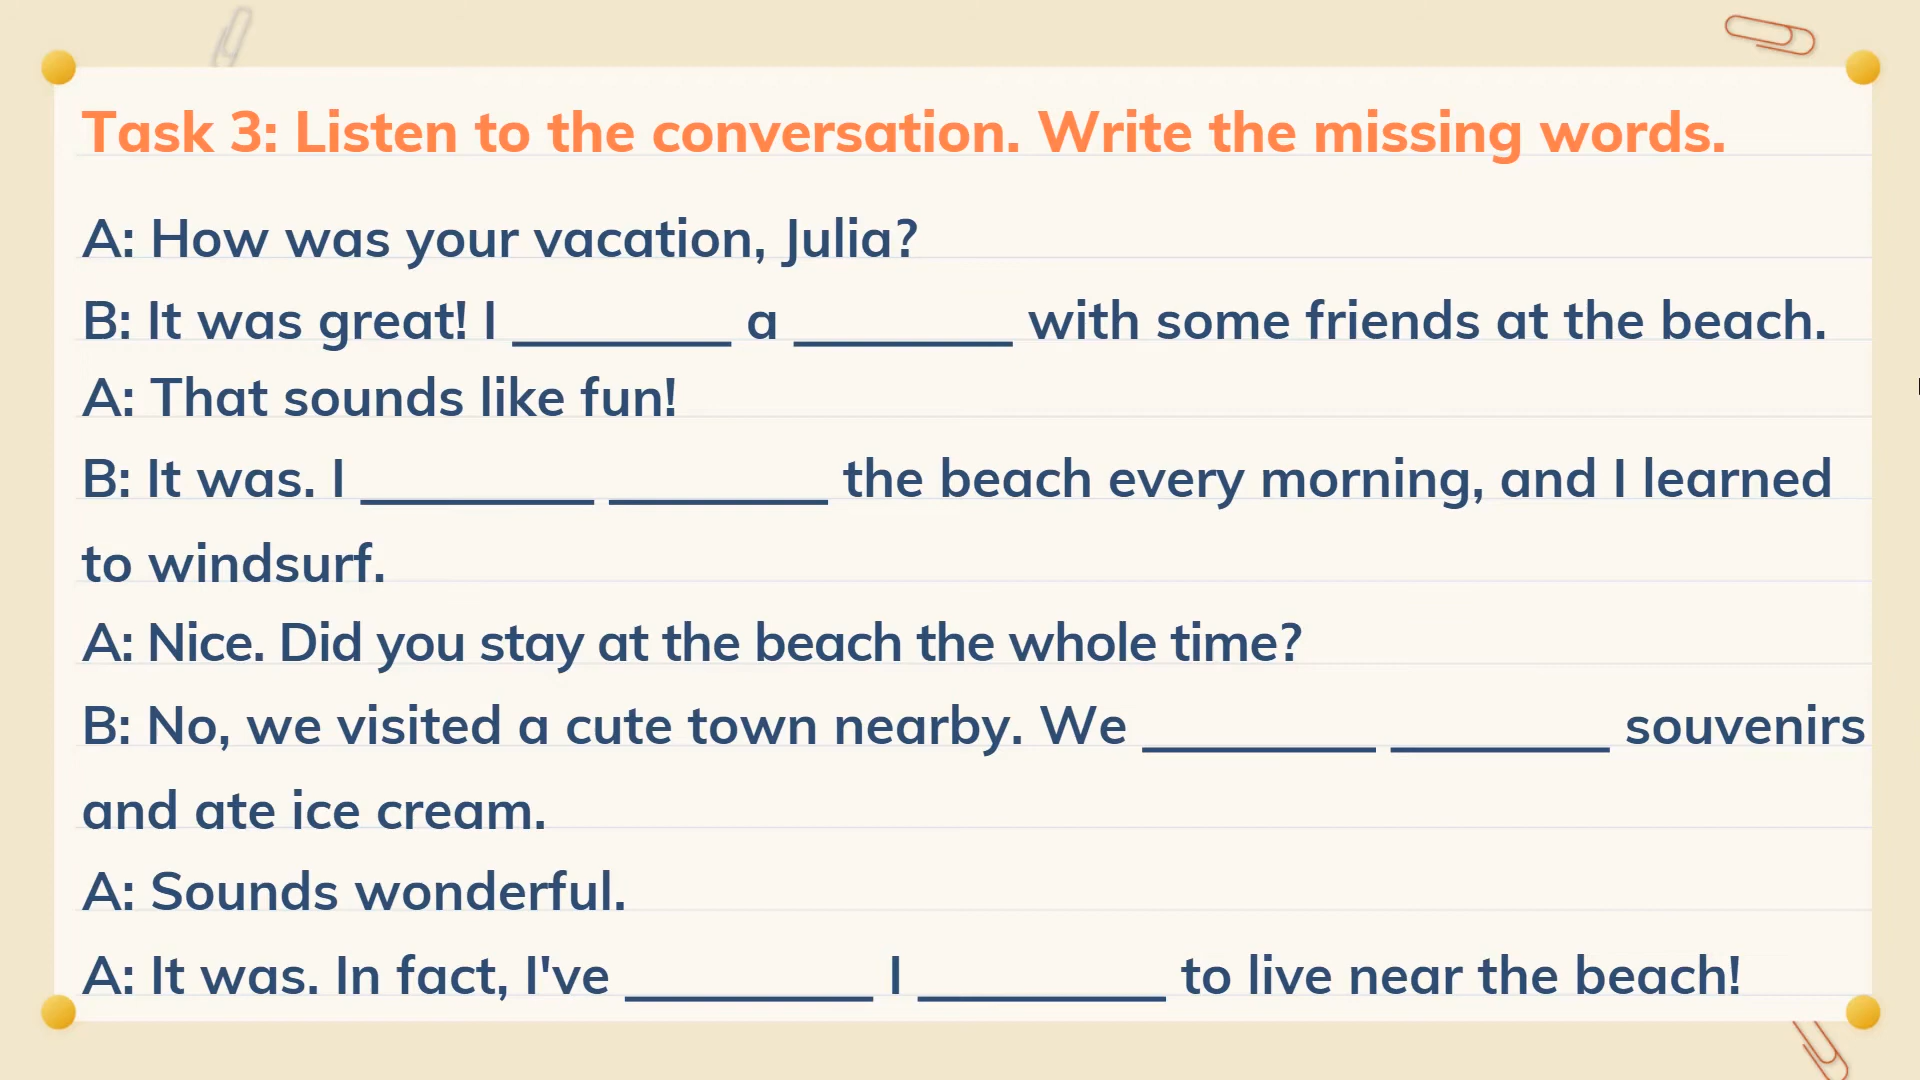 Task 3: Listen to the conversation. Write the missing words.
A: How was your vacation, Julia?
B: It was great! I _______ a _______ with some friends at the beach.
A: That sounds like fun!
B: It was. I ________ _______ the beach every morning, and I learned
to windsurf.
A: Nice. Did you stay at the beach the whole time?
B: No, we visited a cute town nearby. We ________ _______ souvenirs
and ate ice cream.
A: Sounds wonderful.
A: It was. In fact, I've ________ I ________ to live near the beach!